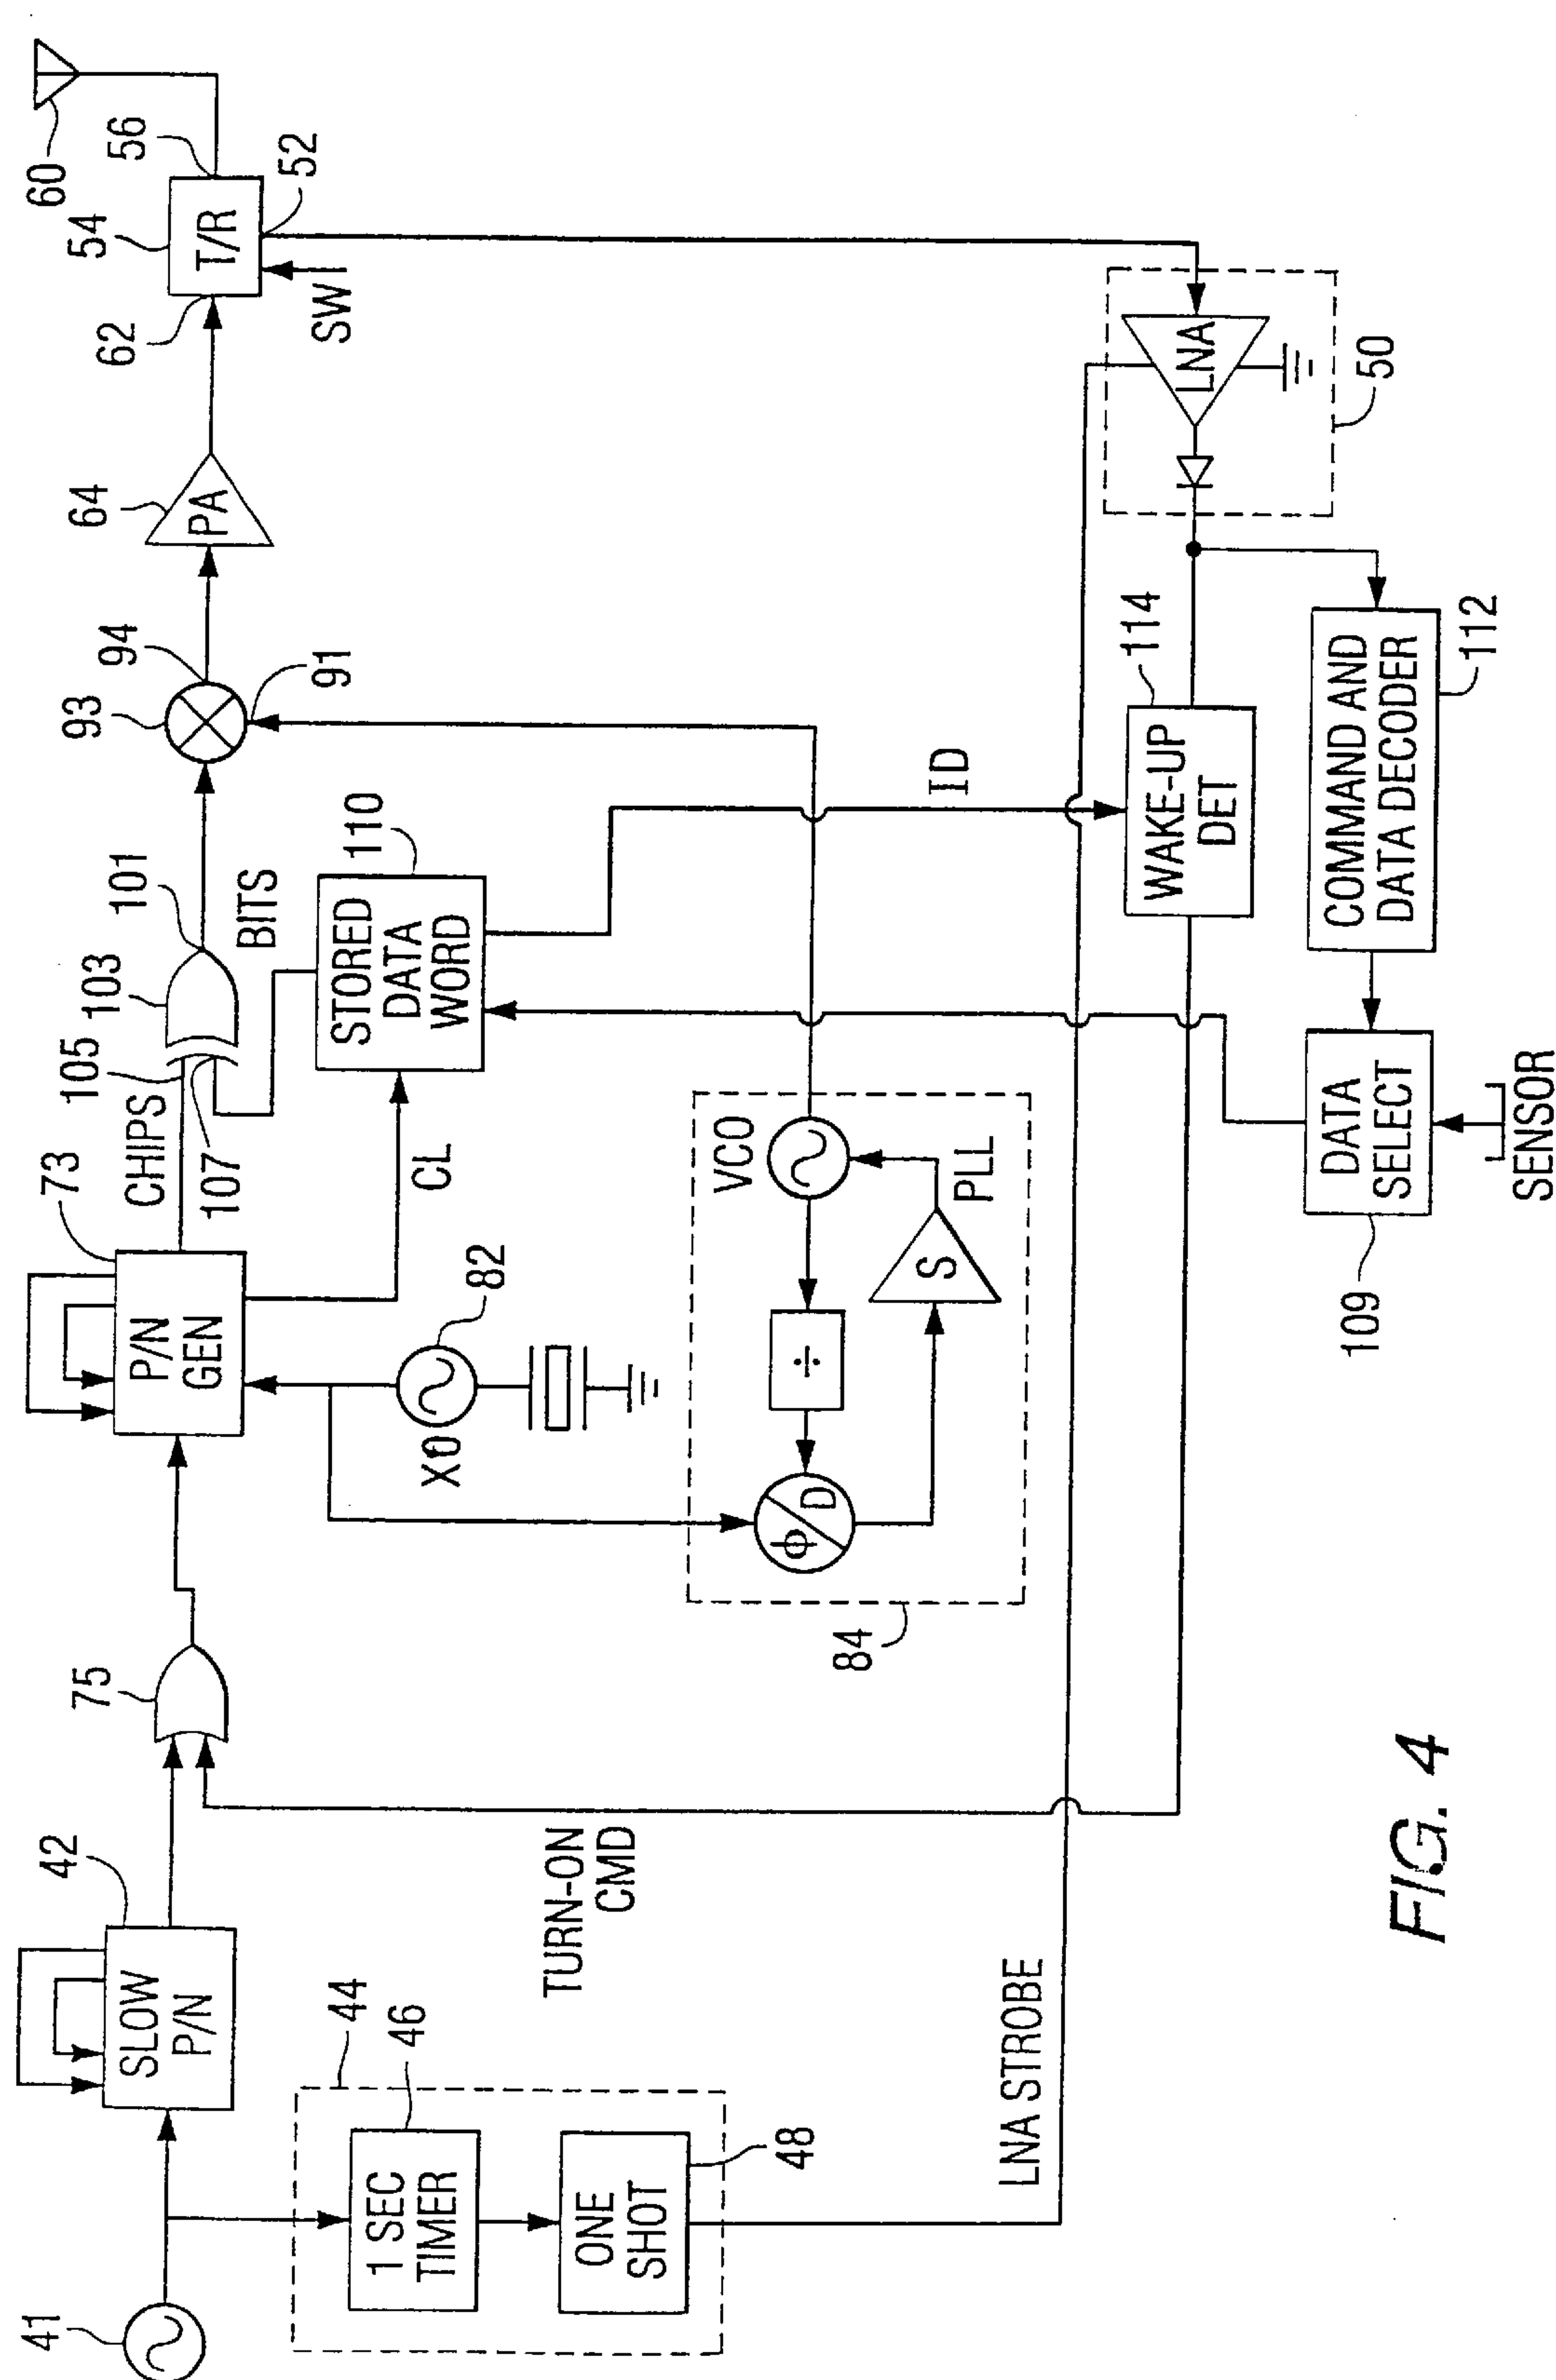 60
54
56
T/R
52
62
SW
64
PA
93
94
91
101
103
BITS
105
CHIPS
107
73
P/N
GEN
CL
110
STORED
DATA
WORD
ID
82
XO
VCO
÷
S
PLL
ϕ
D
84
75
42
SLOW
P/N
41
44
46
1 SEC
TIMER
ONE
SHOT
48
TURN-ON
CMD
LNA STROBE
LNA
50
114
WAKE-UP
DET
COMMAND AND
DATA DECODER
112
DATA
SELECT
109
SENSOR
FIG. 4